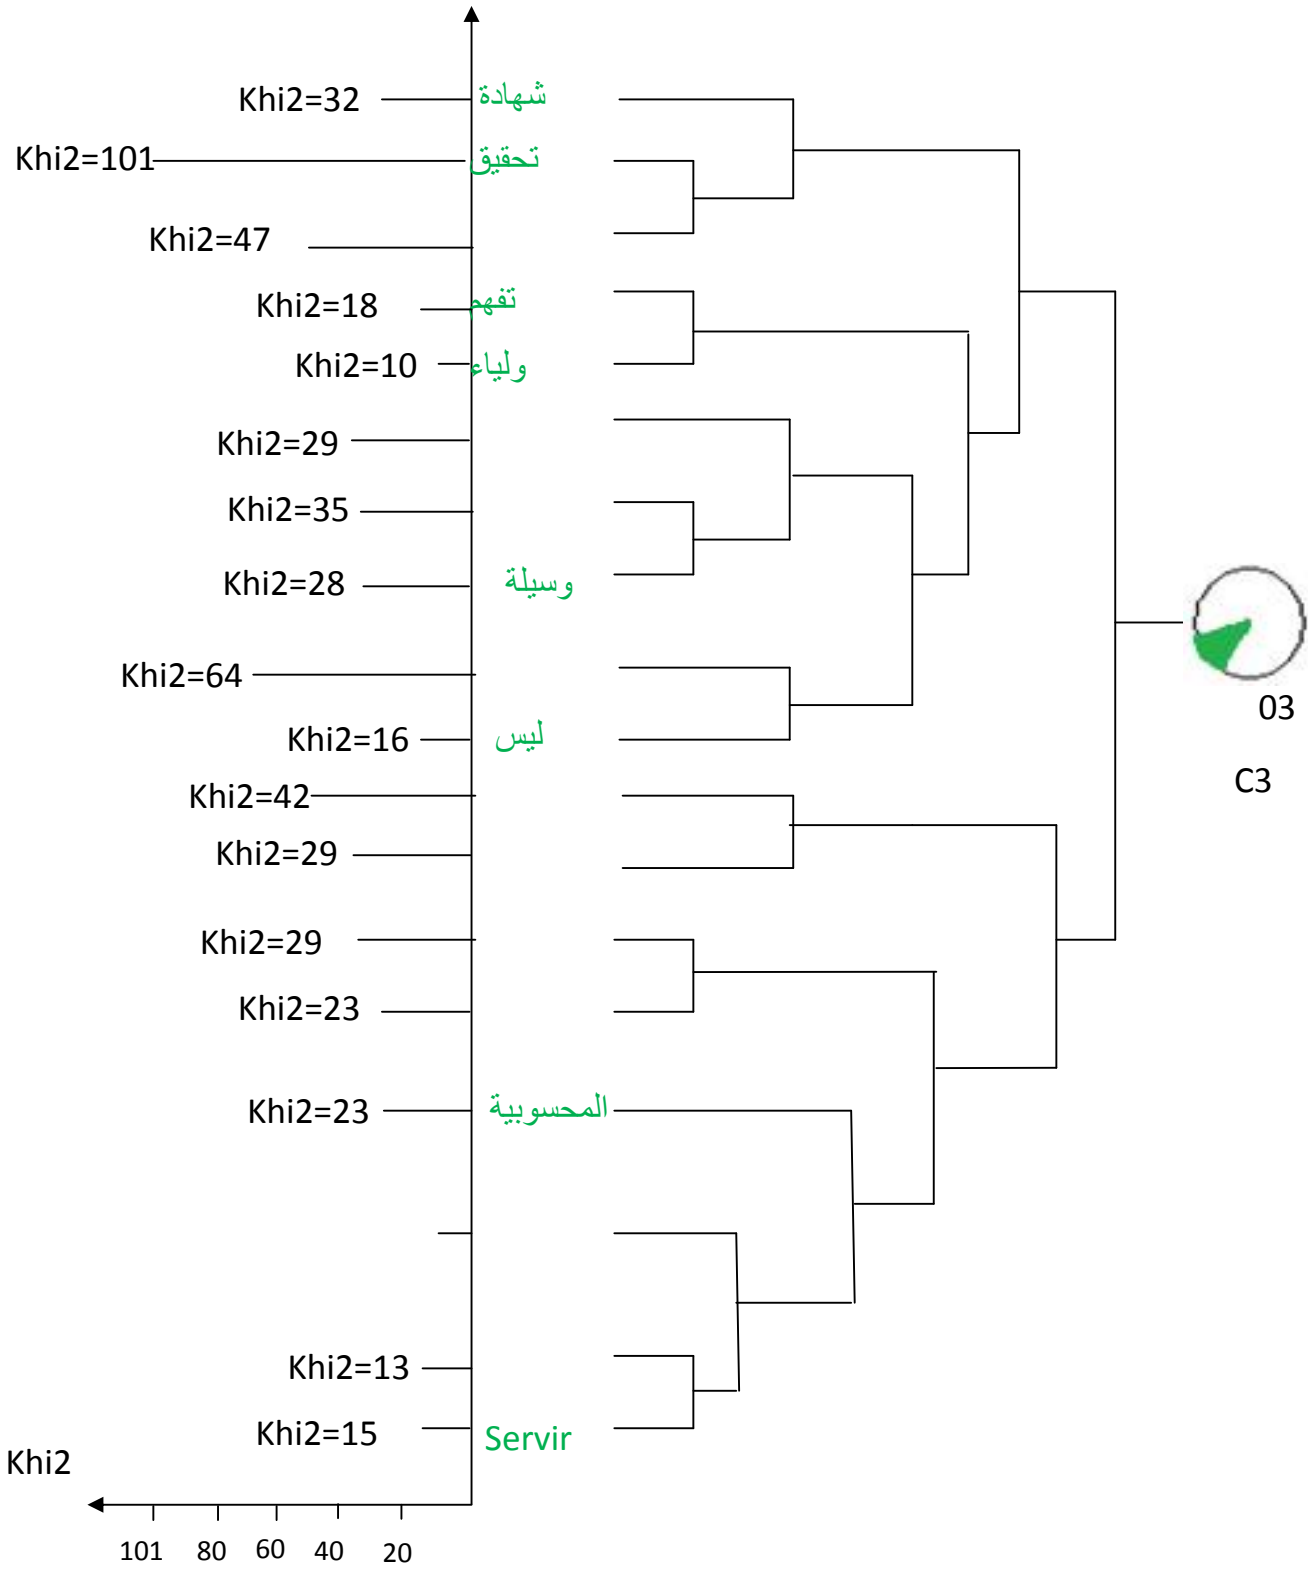 Khi2=32 شهادة
Khi2=101 تحقيق
Khi2=47
Khi2=18 تفهم
Khi2=10 ولياء
Khi2=29
Khi2=35
Khi2=28 وسيلة
Khi2=64
03
Khi2=16 ليس
C3
Khi2=42
Khi2=29
Khi2=29
Khi2=23
Khi2=23 المحسوبية
Khi2=13
Khi2=15 Servir
Khi2
101 80 60 40 20